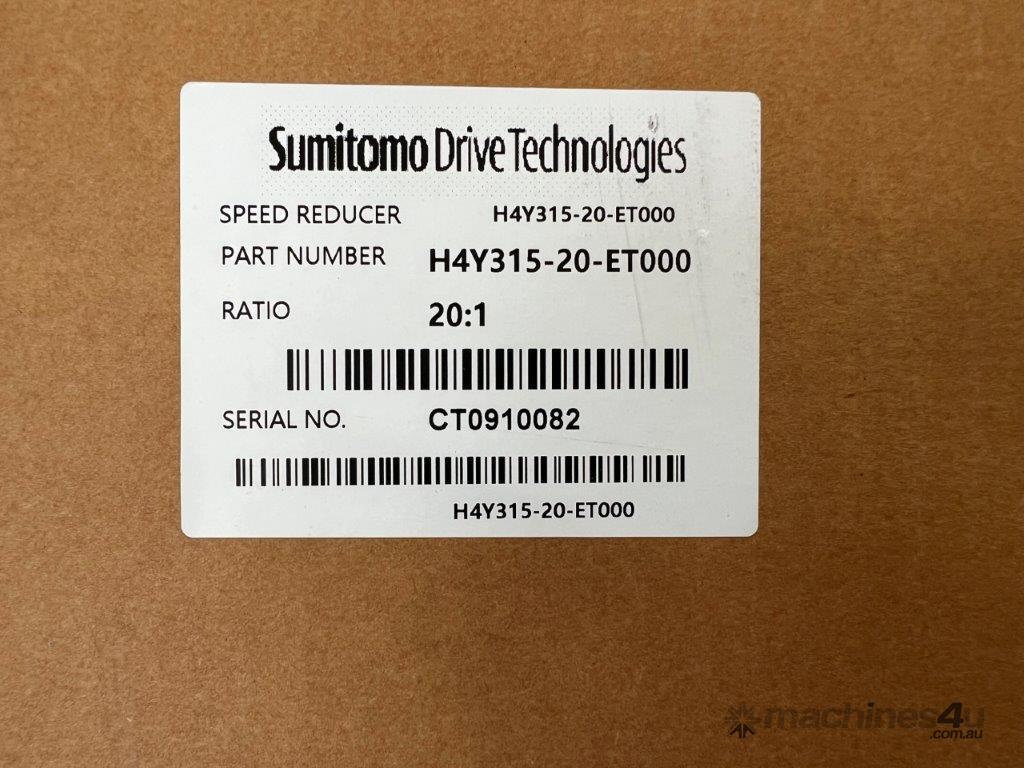 Sumitomo Drive Technologies
SPEED REDUCER H4Y315-20-ET000
PART NUMBER H4Y315-20-ET000
RATIO 20:1
SERIAL NO. CT0910082
H4Y315-20-ET000
machines4u
.com.au